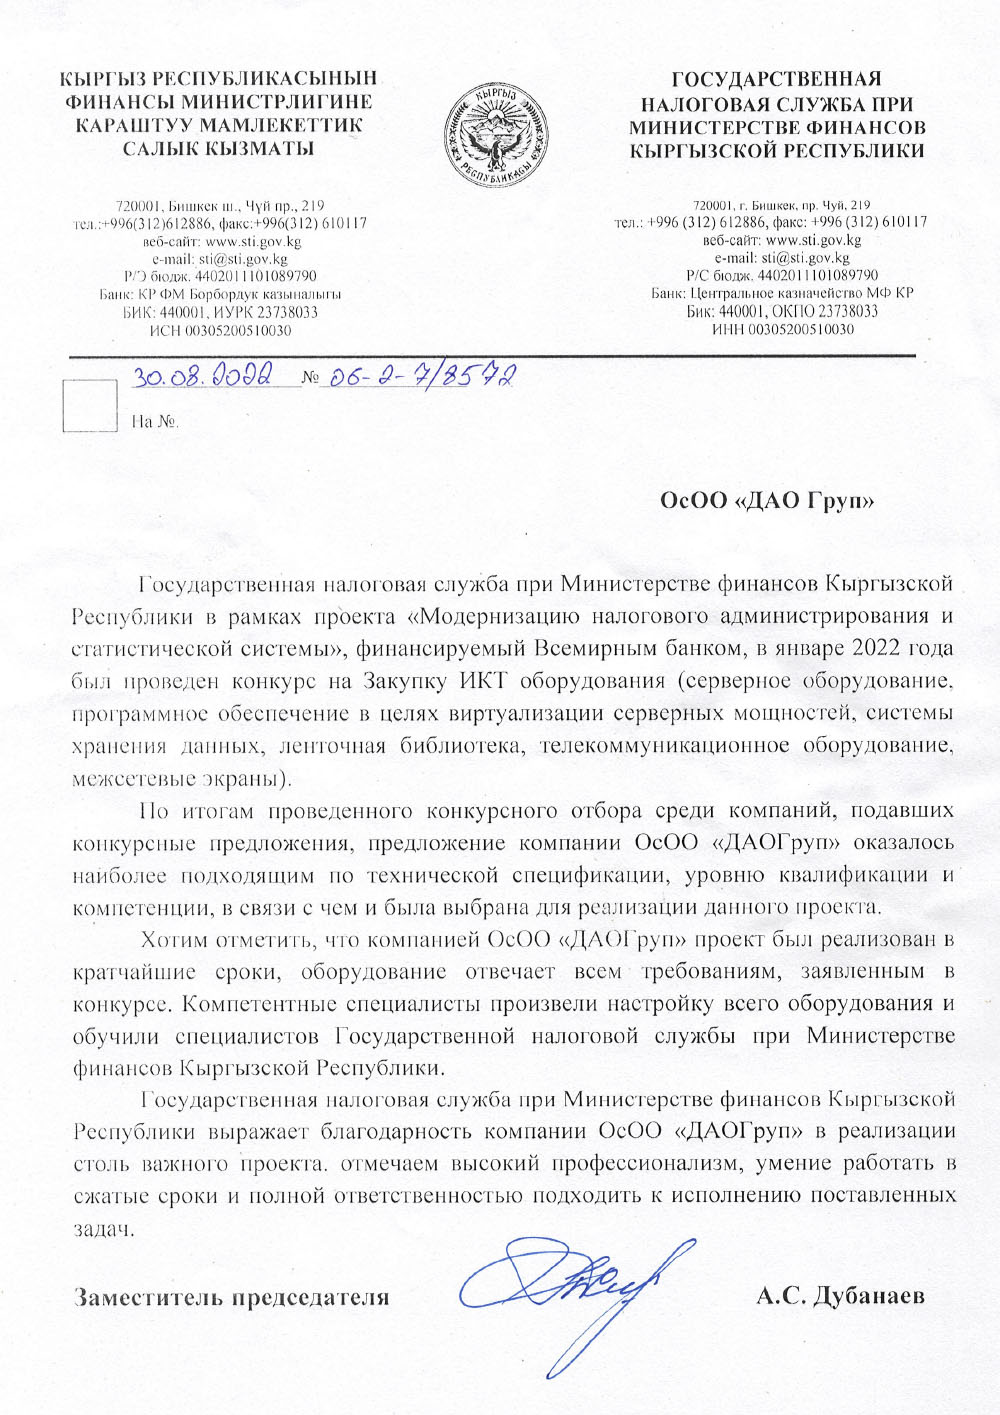 КЫРГЫЗ РЕСПУБЛИКАСЫНЫН
ФИНАНСЫ МИНИСТРЛИГИНЕ
КАРАШТУУ МАМЛЕКЕТТИК
САЛЫК КЫЗМАТЫ
720001, Бишкек ш., Чүй пр., 219
тел.:+996(312)612886, факс:+996(312) 610117
веб-сайт: www.sti.gov.kg
e-mail: sti@sti.gov.kg
Р/Э бюдж. 4402011101089790
Банк: КР ФМ Борбордук казыналыгы
БИК: 440001, ИУРК 23738033
ИСН 00305200510030
КЫРГЫЗ
РЕСПУБЛИКАСЫ
ГОСУДАРСТВЕННАЯ
НАЛОГОВАЯ СЛУЖБА ПРИ
МИНИСТЕРСТВЕ ФИНАНСОВ
КЫРГЫЗСКОЙ РЕСПУБЛИКИ
720001, г. Бишкек, пр. Чуй, 219
тел.: +996 (312) 612886, факс: +996 (312) 610117
веб-сайт: www.sti.gov.kg
e-mail: sti@sti.gov.kg
Р/С бюдж. 4402011101089790
Банк: Центральное казначейство МФ КР
Бик: 440001, ОКПО 23738033
ИНН 00305200510030
30.08.2022 № 06-2-7/8572
На №.
ОсОО «ДАО Груп»
Государственная налоговая служба при Министерстве финансов Кыргызской
Республики в рамках проекта «Модернизацию налогового администрирования и
статистической системы», финансируемый Всемирным банком, в январе 2022 года
был проведен конкурс на Закупку ИКТ оборудования (серверное оборудование,
программное обеспечение в целях виртуализации серверных мощностей, системы
хранения данных, ленточная библиотека, телекоммуникационное оборудование,
межсетевые экраны).
По итогам проведенного конкурсного отбора среди компаний, подавших
конкурсные предложения, предложение компании ОсОО «ДАОГруп» оказалось
наиболее подходящим по технической спецификации, уровню квалификации и
компетенции, в связи с чем и была выбрана для реализации данного проекта.
Хотим отметить, что компанией ОсОО «ДАОГруп» проект был реализован в
кратчайшие сроки, оборудование отвечает всем требованиям, заявленным в
конкурсе. Компетентные специалисты произвели настройку всего оборудования и
обучили специалистов Государственной налоговой службы при Министерстве
финансов Кыргызской Республики.
Государственная налоговая служба при Министерстве финансов Кыргызской
Республики выражает благодарность компании ОсОО «ДАОГруп» в реализации
столь важного проекта. отмечаем высокий профессионализм, умение работать в
сжатые сроки и полной ответственностью подходить к исполнению поставленных
задач.
Заместитель председателя
А.С. Дубанаев